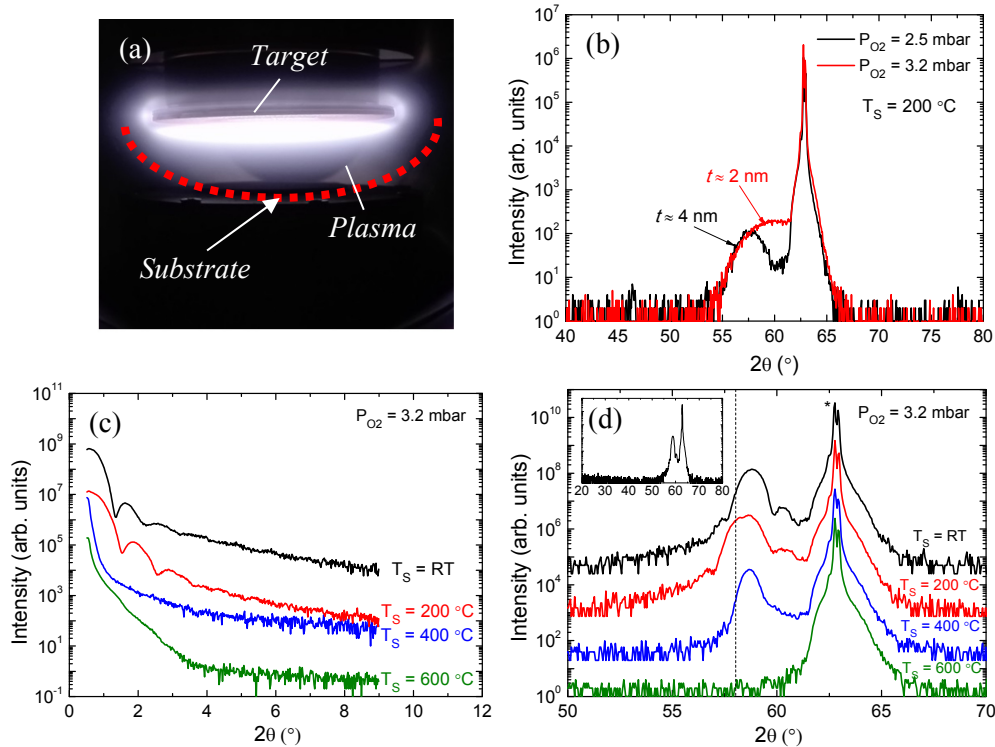 (a)
Target
Plasma
Substrate
(b)
P_O2 = 2.5 mbar
P_O2 = 3.2 mbar
T_S = 200 °C
t ≈ 2 nm
t ≈ 4 nm
Intensity (arb. units)
10^7
10^6
10^5
10^4
10^3
10^2
10^1
10^0
40 45 50 55 60 65 70 75 80
2θ (°)
(c)
P_O2 = 3.2 mbar
Intensity (arb. units)
10^11
10^9
10^7
10^5
10^3
10^1
10^-1
T_S = RT
T_S = 200 °C
T_S = 400 °C
T_S = 600 °C
0 2 4 6 8 10 12
2θ (°)
(d)
P_O2 = 3.2 mbar
*
20 30 40 50 60 70 80
Intensity (arb. units)
10^10
10^8
10^6
10^4
10^2
10^0
T_S = RT
T_S = 200 °C
T_S = 400 °C
T_S = 600 °C
50 55 60 65 70
2θ (°)